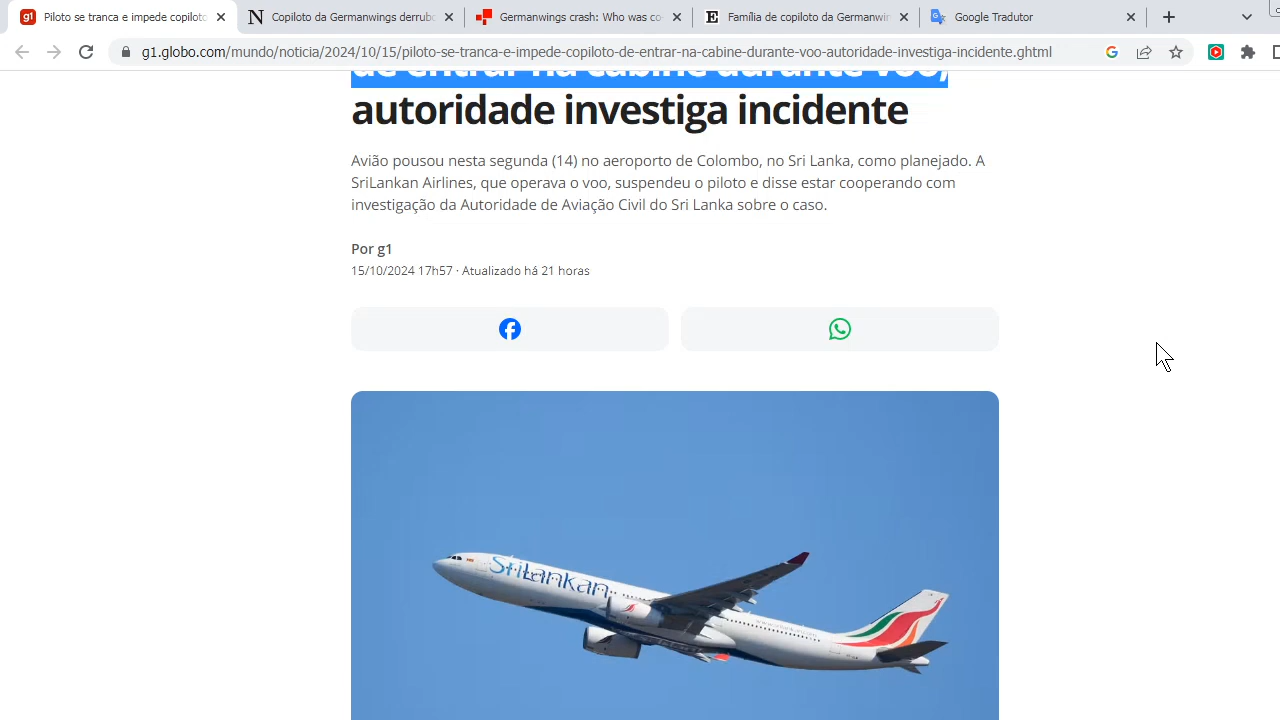 g1 Piloto se tranca e impede copiloto
N Copiloto da Germanwings derrubo
Germanwings crash: Who was co-
E Família de copiloto da Germanwin
Google Tradutor
g1.globo.com/mundo/noticia/2024/10/15/piloto-se-tranca-e-impede-copiloto-de-entrar-na-cabine-durante-voo-autoridade-investiga-incidente.ghtml
de entrar na cabine durante voo,
autoridade investiga incidente
Avião pousou nesta segunda (14) no aeroporto de Colombo, no Sri Lanka, como planejado. A
SriLankan Airlines, que operava o voo, suspendeu o piloto e disse estar cooperando com
investigação da Autoridade de Aviação Civil do Sri Lanka sobre o caso.
Por g1
15/10/2024 17h57 · Atualizado há 21 horas
SriLankan